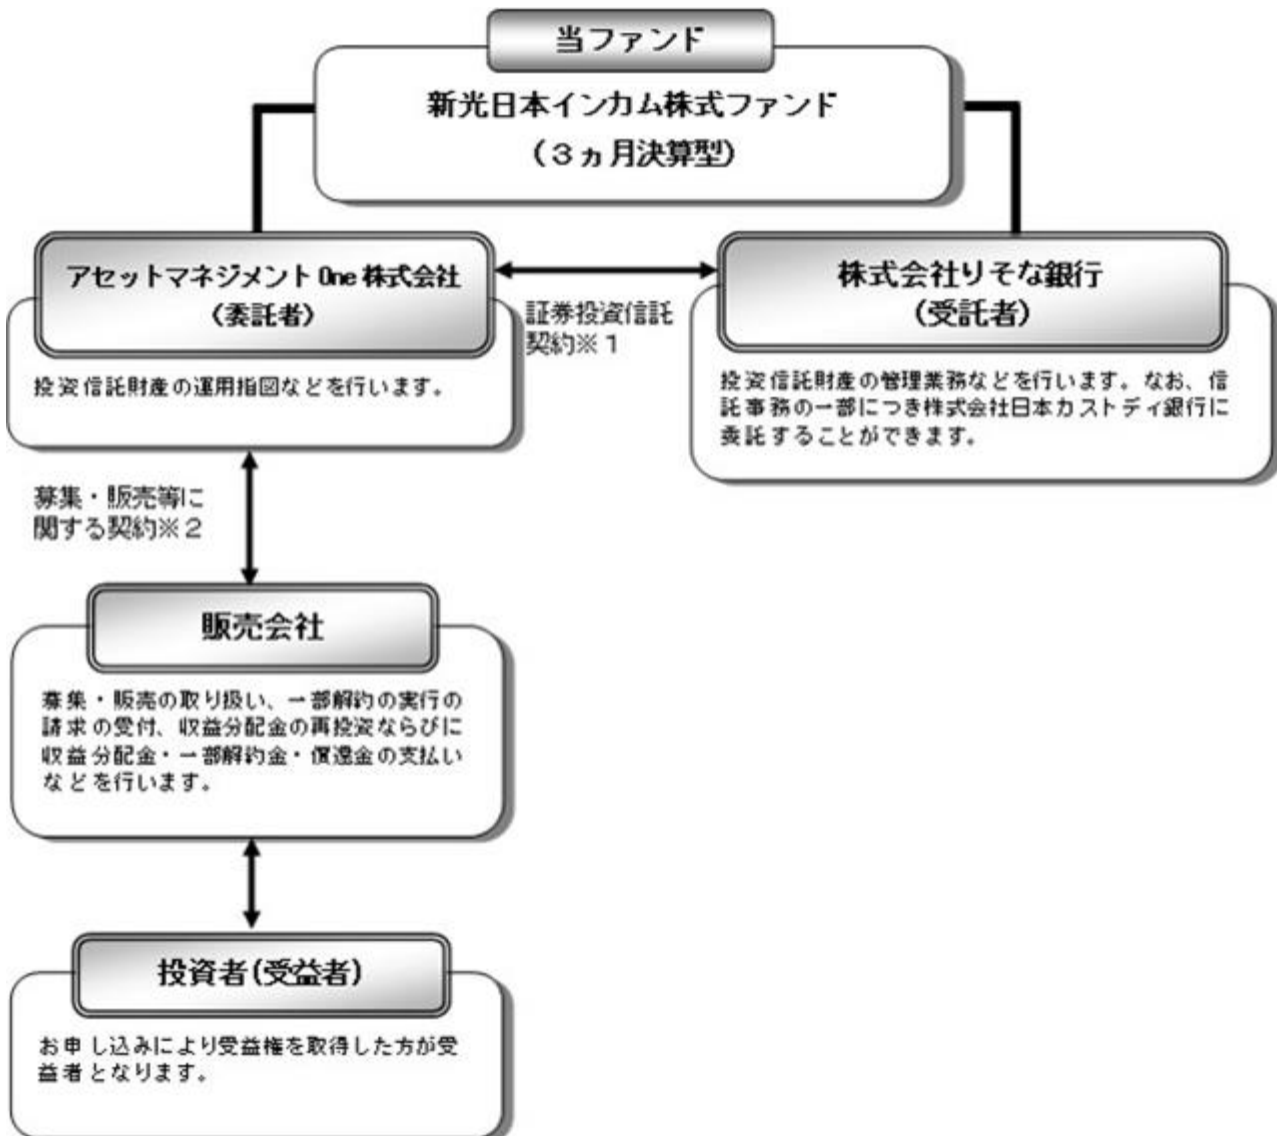 当ファンド
新光日本インカム株式ファンド
(3ヵ月決算型)
アセットマネジメントOne株式会社
(委託者)
投資信託財産の運用指図などを行います。
証券投資信託
契約※1
株式会社りそな銀行
(受託者)
投資信託財産の管理業務などを行います。なお、信
託事務の一部につき株式会社日本カストディ銀行に
委託することができます。
募集・販売等に
関する契約※2
販売会社
募集・販売の取り扱い、一部解約の実行の
請求の受付、収益分配金の再投資ならびに
収益分配金・一部解約金・償還金の支払い
などを行います。
投資者(受益者)
お申し込みにより受益権を取得した方が受
益者となります。